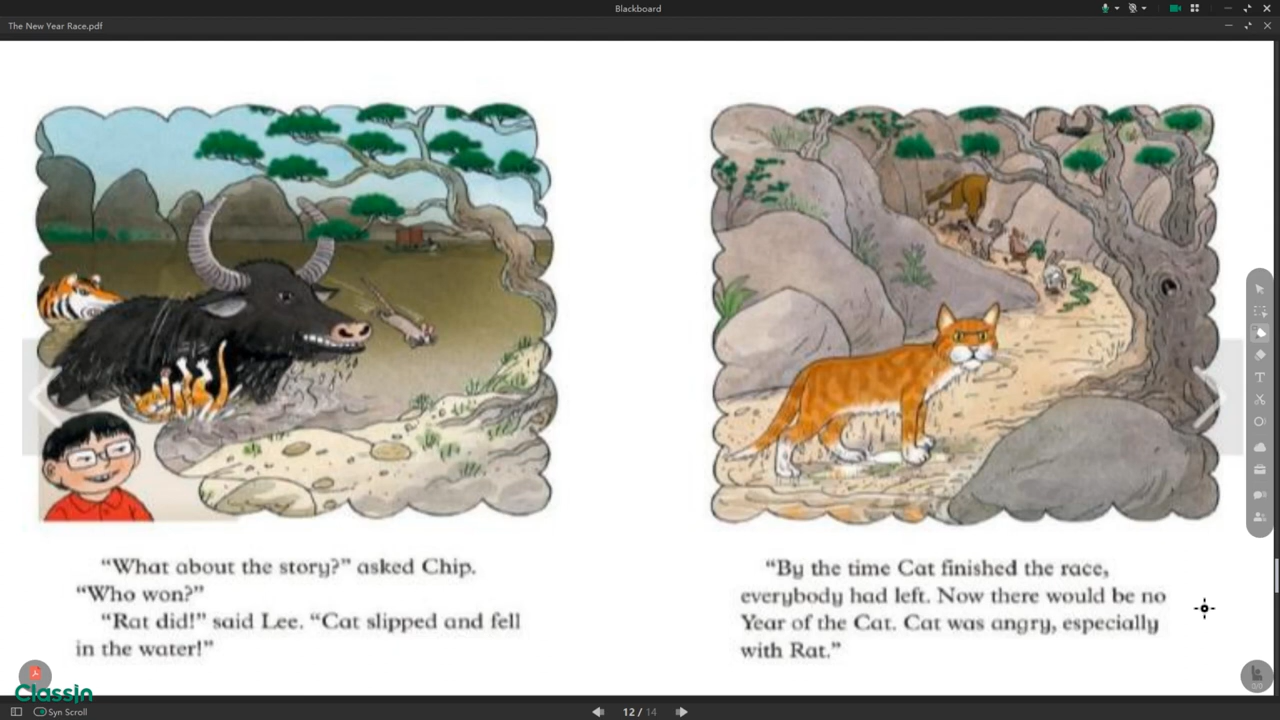 Blackboard
The New Year Race.pdf
“What about the story?” asked Chip.
“Who won?”
“Rat did!” said Lee. “Cat slipped and fell
in the water!”
“By the time Cat finished the race,
everybody had left. Now there would be no
Year of the Cat. Cat was angry, especially
with Rat.”
ClassIn
Syn Scroll
12 / 14
0/0